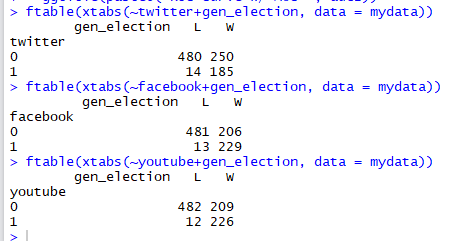 > ftable(xtabs(~twitter+gen_election, data = mydata))
gen_election L W
twitter
0 480 250
1 14 185
> ftable(xtabs(~facebook+gen_election, data = mydata))
gen_election L W
facebook
0 481 206
1 13 229
> ftable(xtabs(~youtube+gen_election, data = mydata))
gen_election L W
youtube
0 482 209
1 12 226
>